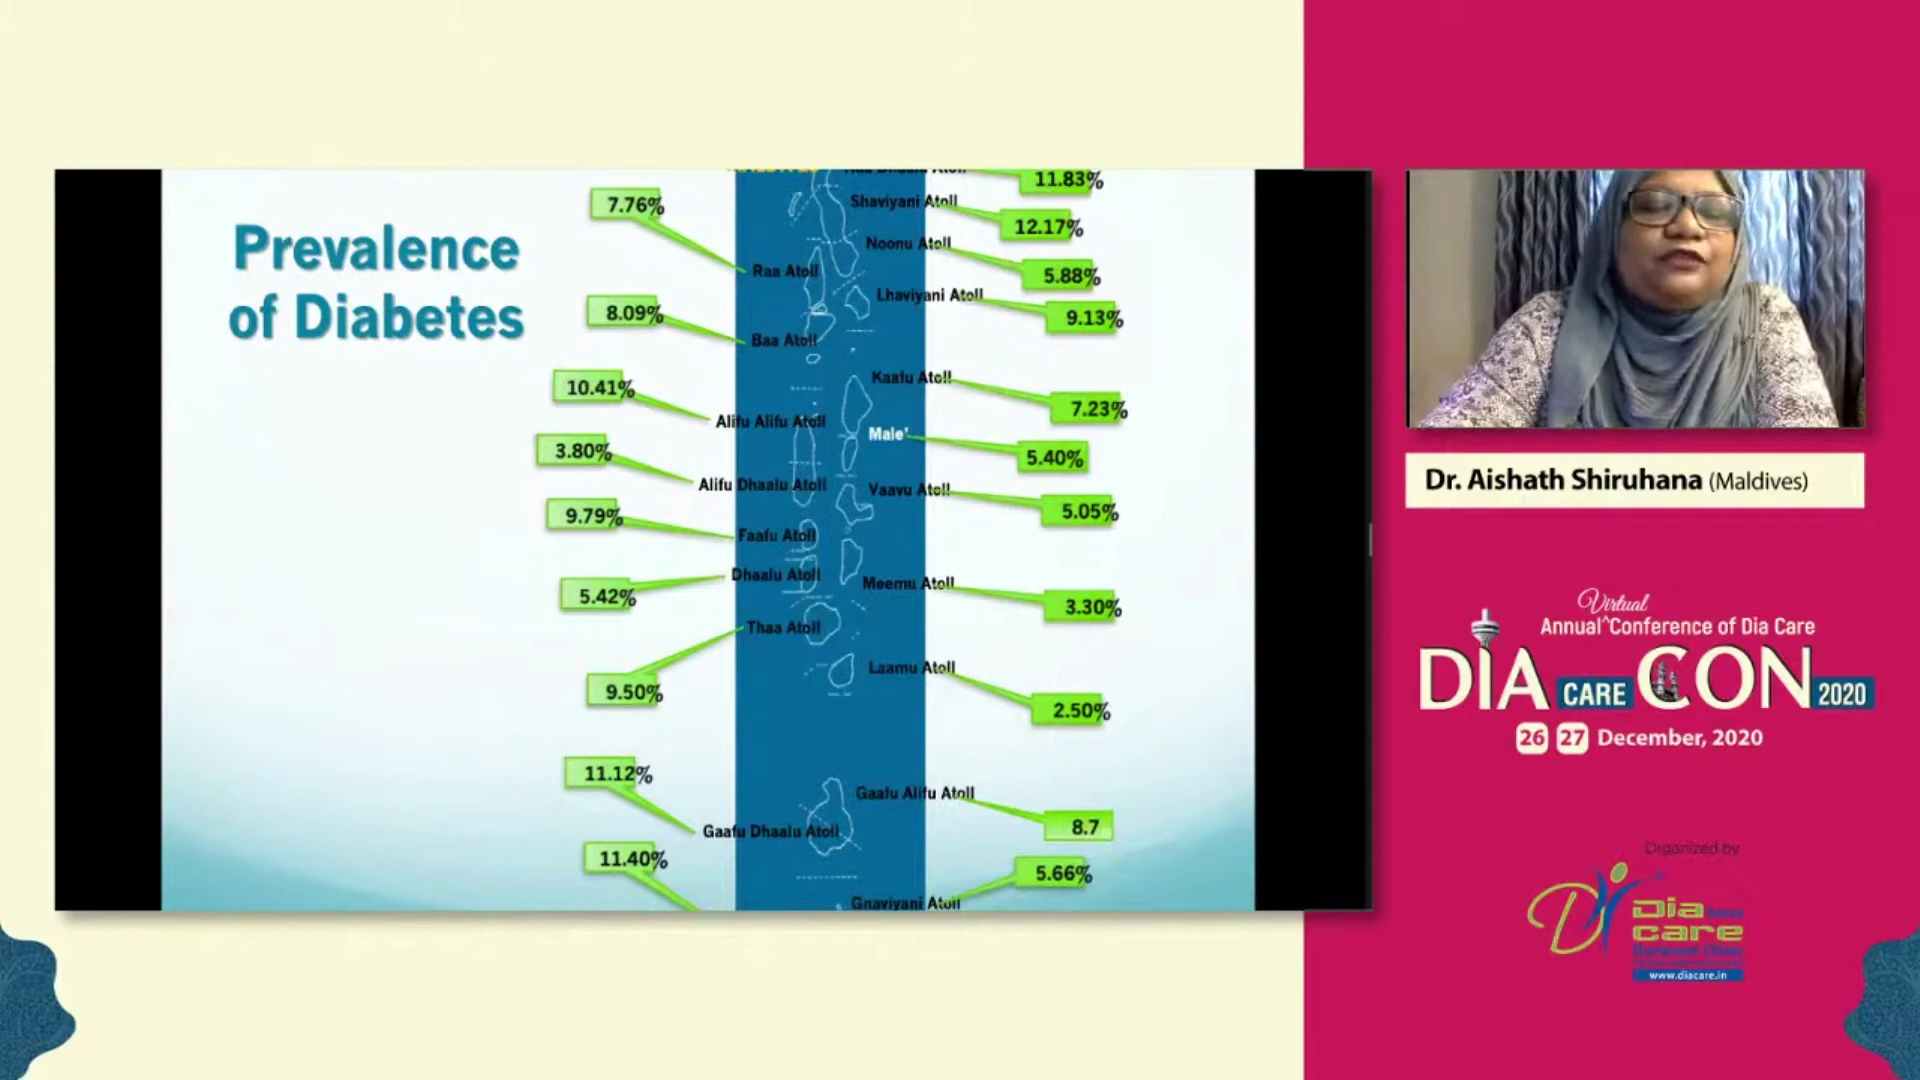 Prevalence
of Diabetes
7.76%
Raa Atoll
8.09%
Baa Atoll
10.41%
Alifu Alifu Atoll
3.80%
Alifu Dhaalu Atoll
9.79%
Faafu Atoll
Dhaalu Atoll
5.42%
Thaa Atoll
9.50%
11.12%
Gaafu Dhaalu Atoll
11.40%
11.83%
Shaviyani Atoll
12.17%
Noonu Atoll
5.88%
Lhaviyani Atoll
9.13%
Kaafu Atoll
7.23%
Male'
5.40%
Vaavu Atoll
5.05%
Meemu Atoll
3.30%
Laamu Atoll
2.50%
Gaafu Alifu Atoll
8.7
5.66%
Gnaviyani Atoll
Dr. Aishath Shiruhana (Maldives)
Virtual
Annual ^ Conference of Dia Care
DIA CARE CON 2020
26 27 December, 2020
Organized by
Dia
care
www.diacare.in